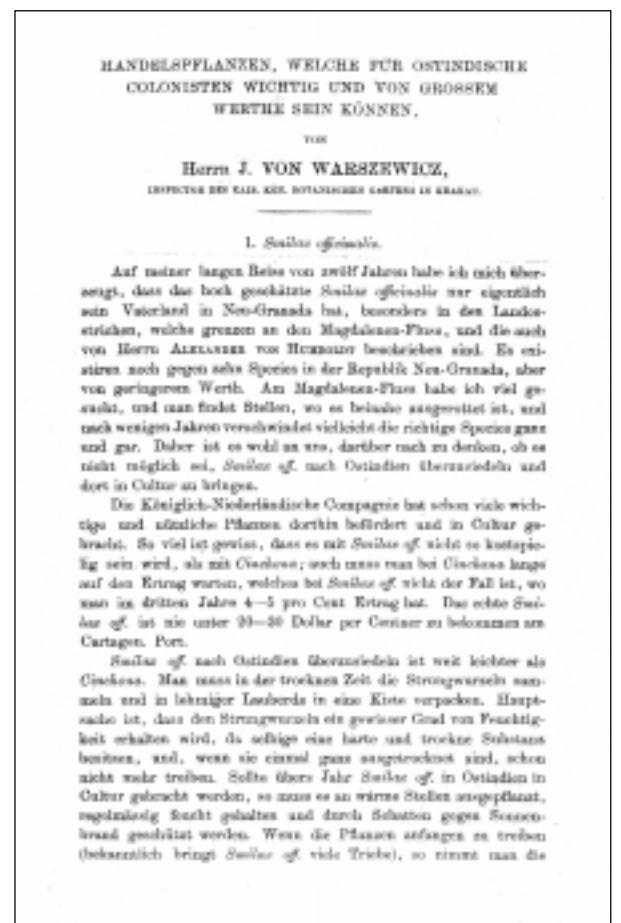 HANDELSPFLANZEN, WELCHE FÜR OSTINDISCHE
COLONISTEN WICHTIG UND VON GROSSEM
WERTHE SEIN KÖNNEN,
VON
Herrn J. VON WARSZEWICZ,
INSPECTOR DES KAIS. KÖN. BOTANISCHEN GARTENS IN KRAKAU.
1. Smilax officinalis.
Auf meiner langen Reise von zwölf Jahren habe ich mich über-
zeugt, dass das hoch geschätzte Smilax officinalis nur eigentlich
sein Vaterland in Neu-Granada hat, besonders in den Landes-
strichen, welche grenzen an den Magdalenen-Fluss, und die auch
von Herrn ALEXANDER VON HUMBOLDT beschrieben sind. Es exi-
stiren noch gegen zehn Species in der Republik Neu-Granada, aber
von geringerem Werth. Am Magdalenen-Fluss habe ich viel ge-
sucht, und man findet Stellen, wo es beinahe ausgerottet ist, und
nach wenigen Jahren verschwindet vielleicht die richtige Species ganz
und gar. Daher ist es wohl an uns, darüber nach zu denken, ob es
nicht möglich sei, Smilax off. nach Ostindien überzusiedeln und
dort in Cultur zu bringen.
Die Königlich-Niederländische Compagnie hat schon viele wich-
tige und nützliche Pflanzen dorthin befördert und in Cultur ge-
bracht. So viel ist gewiss, dass es mit Smilax off. nicht so kostspie-
lig sein wird, als mit Cinchona; auch muss man bei Cinchona lange
auf den Ertrag warten, welches bei Smilax off. nicht der Fall ist, wo
man im dritten Jahre 4—5 pro Cent Ertrag hat. Das echte Smi-
lax off. ist nie unter 20—30 Dollar per Centner zu bekommen am
Cartagen. Port.
Smilax off. nach Ostindien überzusiedeln ist weit leichter als
Cinchona. Man muss in der trocknen Zeit die Strangwurzeln sam-
meln und in lehmiger Lauberde in eine Kiste verpacken. Haupt-
sache ist, dass den Strangwurzeln ein gewisser Grad von Feuchtig-
keit erhalten wird, da selbige eine harte und trockne Substanz
besitzen, und, wenn sie einmal ganz ausgetrocknet sind, schon
nicht mehr treiben. Sollte übers Jahr Smilax off. in Ostindien in
Cultur gebracht werden, so muss es an warme Stellen ausgepflanzt,
regelmässig feucht gehalten und durch Schatten gegen Sonnen-
brand geschützt werden. Wenn die Pflanzen anfangen zu treiben
(bekanntlich bringt Smilax off. viele Triebe), so nimmt man die